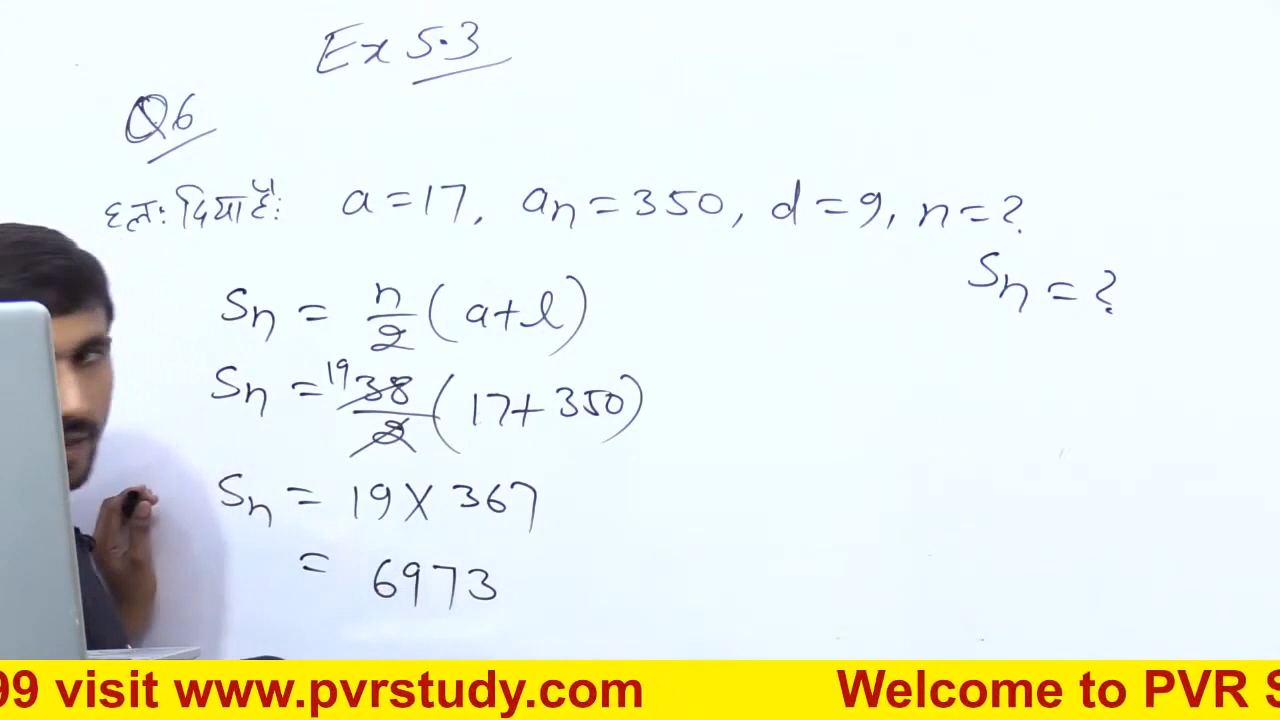 Ex 5.3
Q6
हल: दिया है: a = 17, an = 350, d = 9, n = ?
Sn = ?
Sn = n/2 (a + l)
Sn = 19 38/2 (17 + 350)
Sn = 19 X 367
= 6973
99 visit www.pvrstudy.com Welcome to PVR S